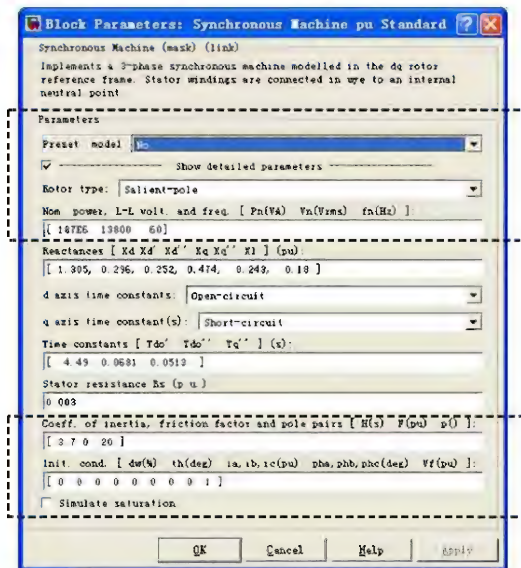 Block Parameters: Synchronous Machine pu Standard
Synchronous Machine (mask) (link)
Implements a 3-phase synchronous machine modelled in the dq rotor
reference frame. Stator windings are connected in wye to an internal
neutral point
Parameters
Preset model No
Show detailed parameters
Rotor type: Salient-pole
Nom. power, L-L volt. and freq. [ Pn(VA) Vn(Vrms) fn(Hz) ]:
[ 187E6 13800 60]
Reactances [ Xd Xd' Xd'' Xq Xq'' Xl ] (pu):
[ 1.305, 0.296, 0.252, 0.474, 0.243, 0.18 ]
d axis time constants: Open-circuit
q axis time constant(s): Short-circuit
Time constants [ Tdo' Tdo'' Tq'' ] (s):
[ 4.49 0.0681 0.0513 ]
Stator resistance Rs (p u )
0 003
Coeff. of inertia, friction factor and pole pairs [ H(s) F(pu) p() ]:
[ 3 7 0 20 ]
Init. cond. [ dw(%) th(deg) ia,ib,ic(pu) pha,phb,phc(deg) Vf(pu) ]:
[ 0 0 0 0 0 0 0 0 1 ]
Simulate saturation
OK Cancel Help Apply